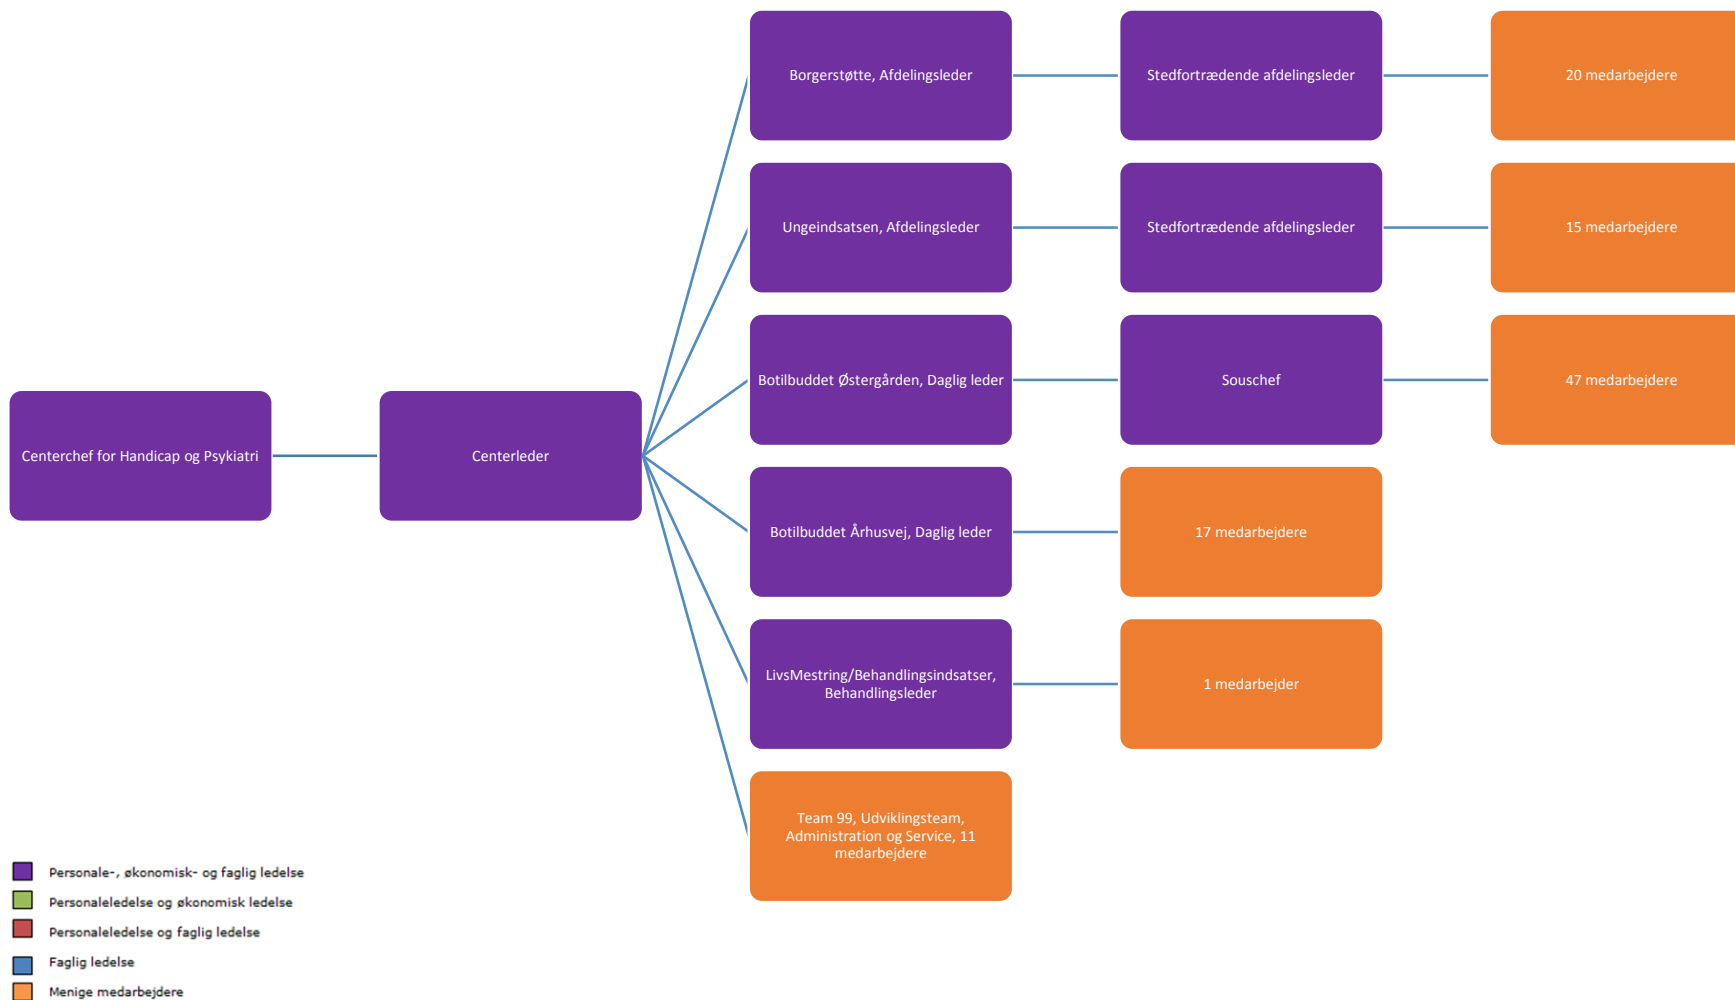 Borgerstøtte, Afdelingsleder
Stedfortrædende afdelingsleder
20 medarbejdere
Ungeindsatsen, Afdelingsleder
Stedfortrædende afdelingsleder
15 medarbejdere
Botilbuddet Østergården, Daglig leder
Souschef
47 medarbejdere
Centerchef for Handicap og Psykiatri
Centerleder
Botilbuddet Århusvej, Daglig leder
17 medarbejdere
LivsMestring/Behandlingsindsatser,
Behandlingsleder
1 medarbejder
Team 99, Udviklingsteam,
Administration og Service, 11
medarbejdere
Personale-, økonomisk- og faglig ledelse
Personaleledelse og økonomisk ledelse
Personaleledelse og faglig ledelse
Faglig ledelse
Menige medarbejdere